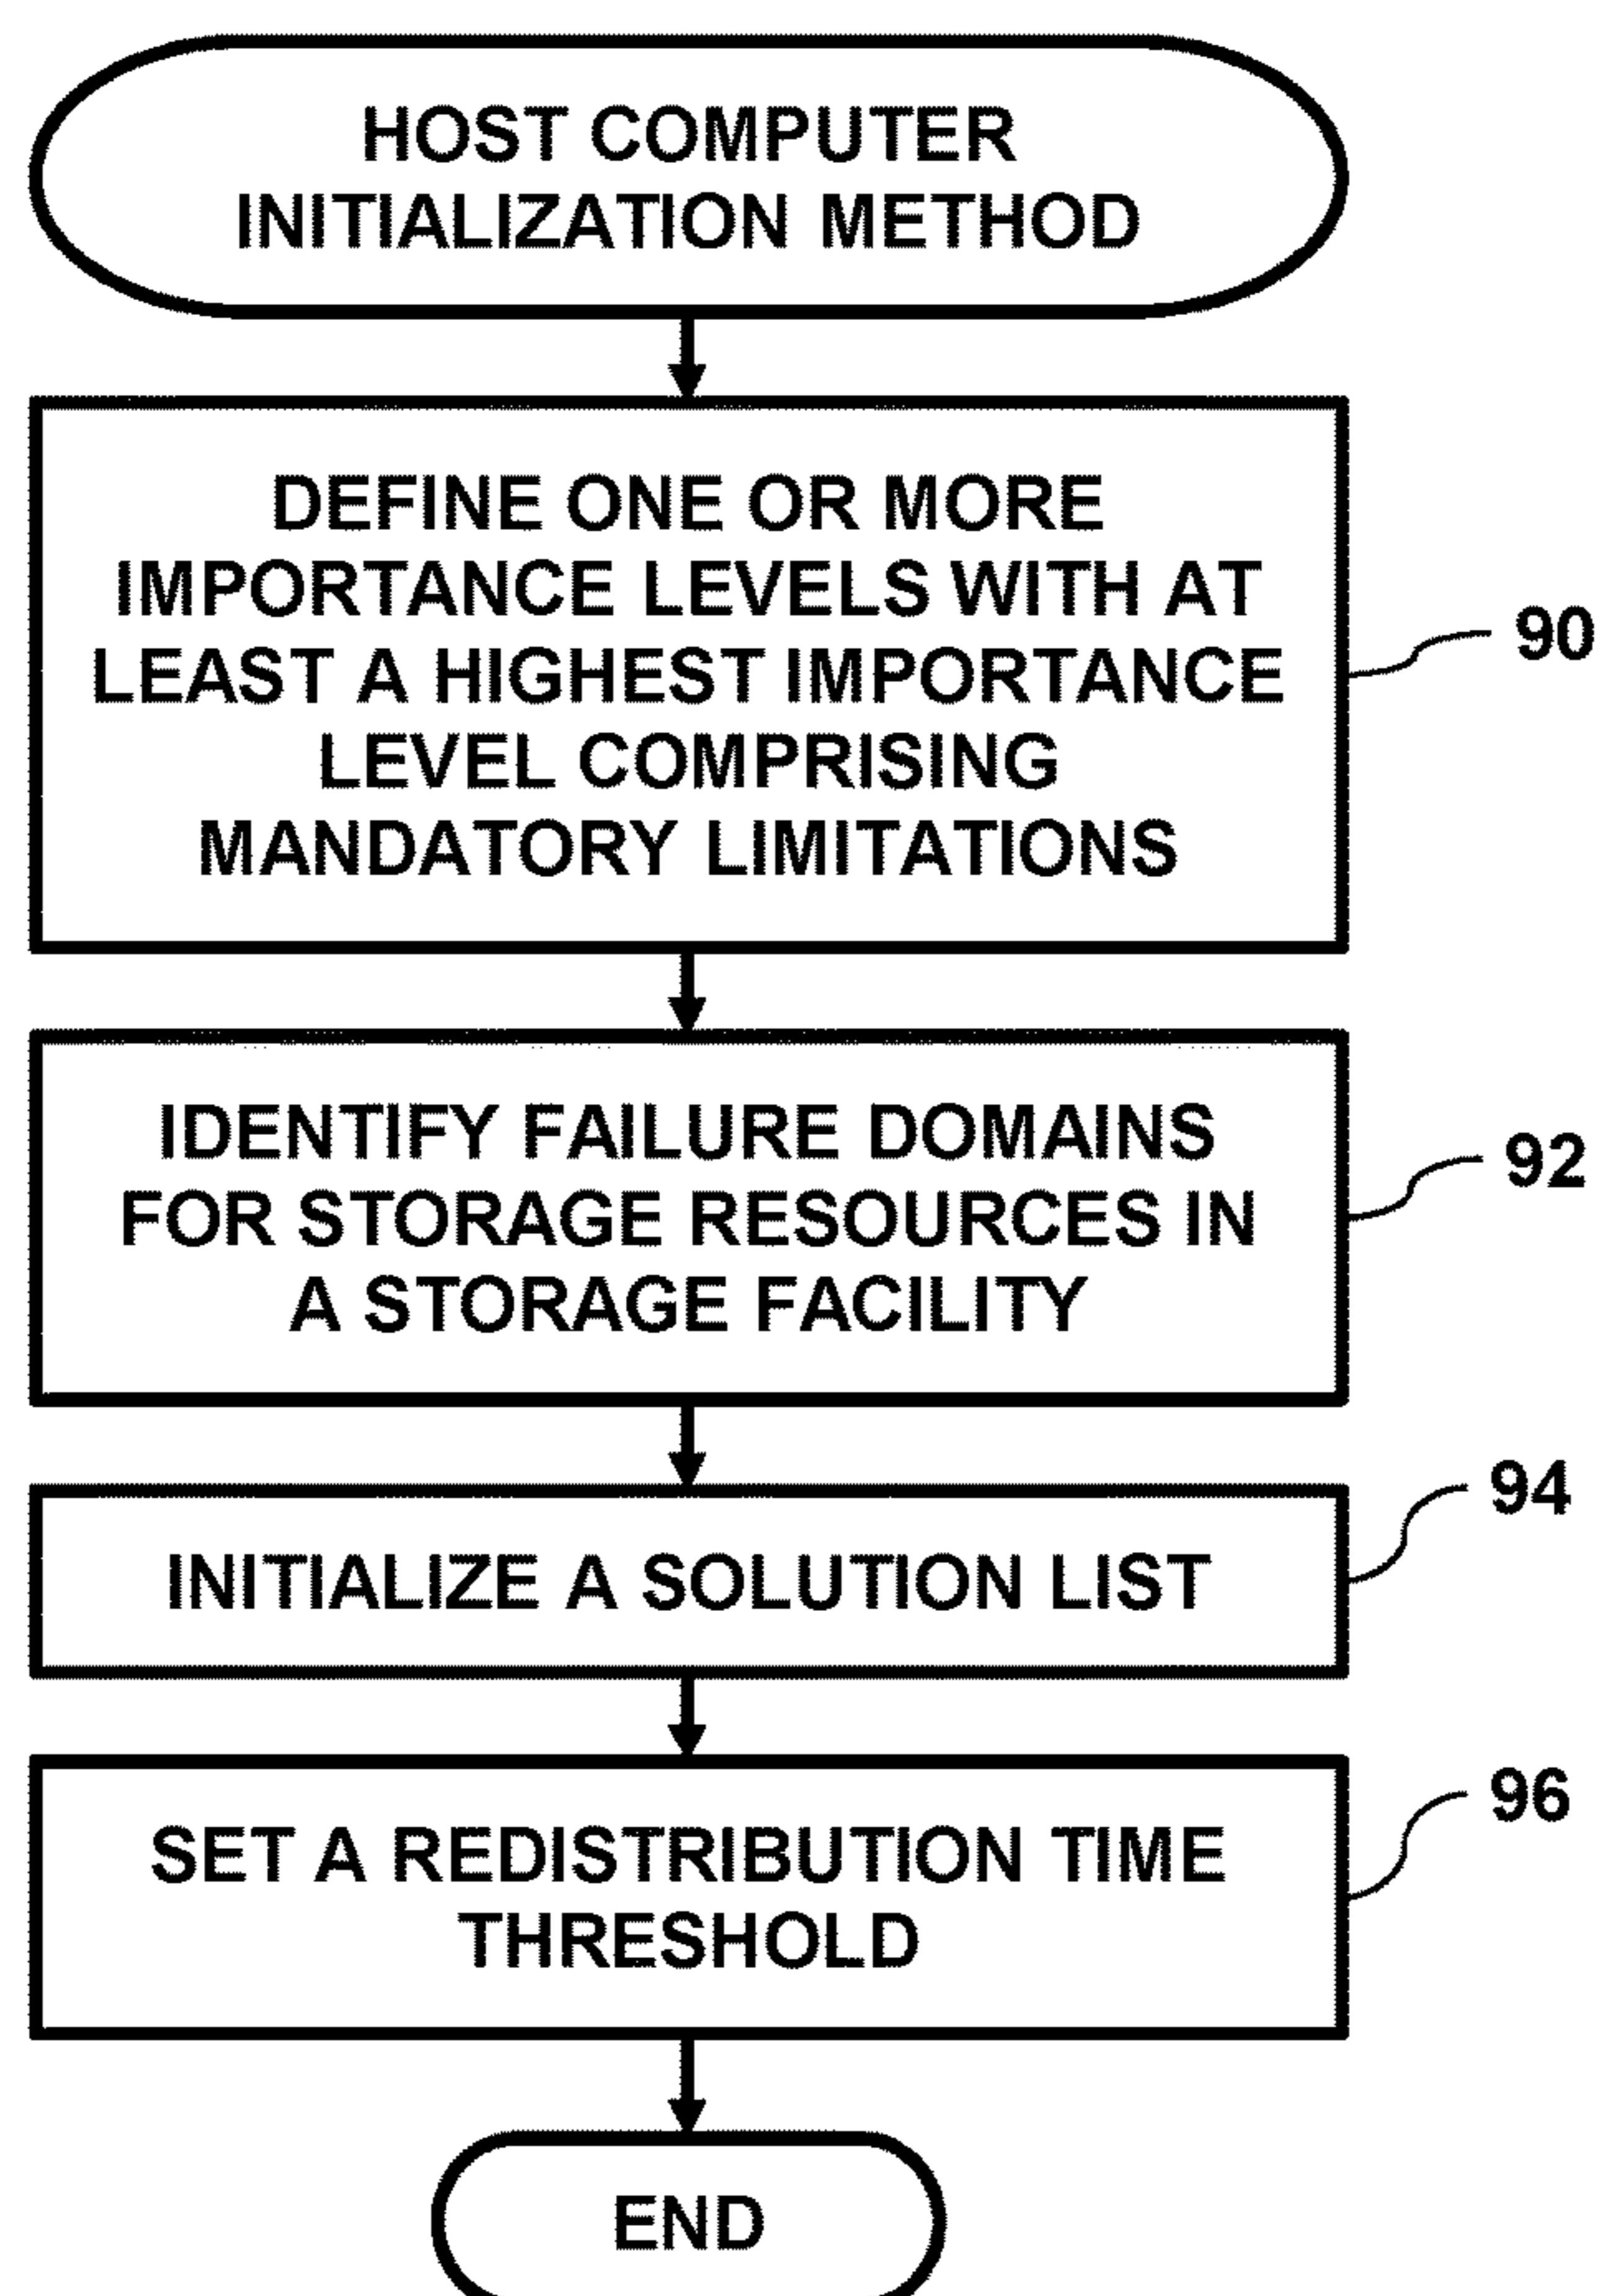 HOST COMPUTER
INITIALIZATION METHOD
DEFINE ONE OR MORE
IMPORTANCE LEVELS WITH AT
LEAST A HIGHEST IMPORTANCE
LEVEL COMPRISING
MANDATORY LIMITATIONS
90
IDENTIFY FAILURE DOMAINS
FOR STORAGE RESOURCES IN
A STORAGE FACILITY
92
INITIALIZE A SOLUTION LIST
94
SET A REDISTRIBUTION TIME
THRESHOLD
96
END